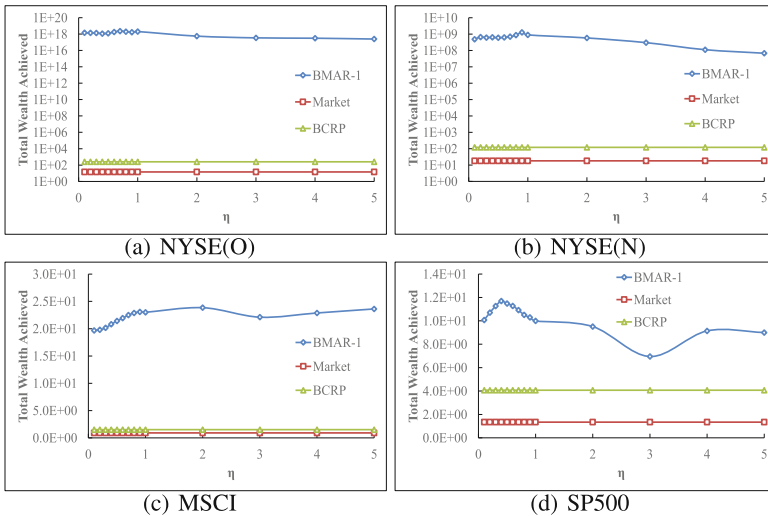 Total Wealth Achieved
1E+20
1E+18
1E+16
1E+14
1E+12
1E+10
1E+08
1E+06
1E+04
1E+02
1E+00
BMAR-1
Market
BCRP
0 1 2 3 4 5
η
(a) NYSE(O)
Total Wealth Achieved
1E+10
1E+09
1E+08
1E+07
1E+06
1E+05
1E+04
1E+03
1E+02
1E+01
1E+00
BMAR-1
Market
BCRP
0 1 2 3 4 5
η
(b) NYSE(N)
Total Wealth Achieved
3.0E+01
2.5E+01
2.0E+01
1.5E+01
1.0E+01
5.0E+00
0.0E+00
BMAR-1
Market
BCRP
0 1 2 3 4 5
η
(c) MSCI
Total Wealth Achieved
1.4E+01
1.2E+01
1.0E+01
8.0E+00
6.0E+00
4.0E+00
2.0E+00
0.0E+00
BMAR-1
Market
BCRP
0 1 2 3 4 5
η
(d) SP500